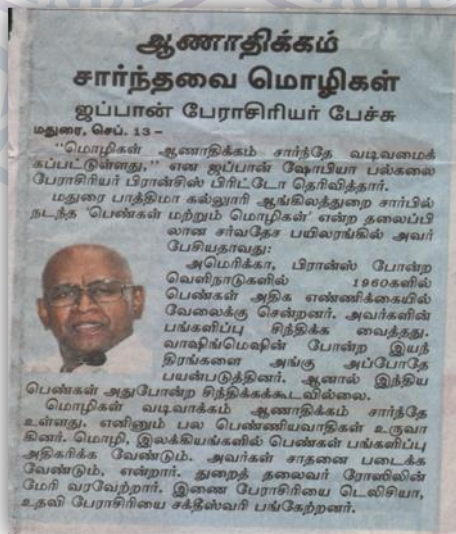 ஆணாதிக்கம்
சார்ந்தவை மொழிகள்
ஜப்பான் பேராசிரியர் பேச்சு
மதுரை, செப். 13–
“மொழிகள் ஆணாதிக்கம் சார்ந்தே வடிவமைக்
கப்பட்டுள்ளது,’’ என ஜப்பான் ஷோபியா பல்கலை
பேராசிரியர் பிரான்சிஸ் பிரிட்டோ தெரிவித்தார்.
மதுரை பாத்திமா கல்லூரி ஆங்கிலத்துறை சார்பில்
நடந்த ‘பெண்கள் மற்றும் மொழிகள்’ என்ற தலைப்பி
லான சர்வதேச பயிலரங்கில் அவர்
பேசியதாவது:
அமெரிக்கா, பிரான்ஸ் போன்ற
வெளிநாடுகளில் 1960களில்
பெண்கள் அதிக எண்ணிக்கையில்
வேலைக்கு சென்றனர். அவர்களின்
பங்களிப்பு சிந்திக்க வைத்தது.
வாஷிங்மெஷின் போன்ற இயந்
திரங்களை அங்கு அப்போதே
பயன்படுத்தினர். ஆனால் இந்திய
பெண்கள் அதுபோன்ற சிந்திக்கக்கூடவில்லை.
மொழிகள் வடிவாக்கம் ஆணாதிக்கம் சார்ந்தே
உள்ளது. எனினும் பல பெண்ணியவாதிகள் உருவா
கினர். மொழி, இலக்கியங்களில் பெண்கள் பங்களிப்பு
அதிகரிக்க வேண்டும். அவர்கள் சாதனை படைக்க
வேண்டும், என்றார். துறைத் தலைவர் ரோஸிலின்
மேரி வரவேற்றார். இணை பேராசிரியை டெலிசியா,
உதவி பேராசிரியை சக்தீஸ்வரி பங்கேற்றனர்.